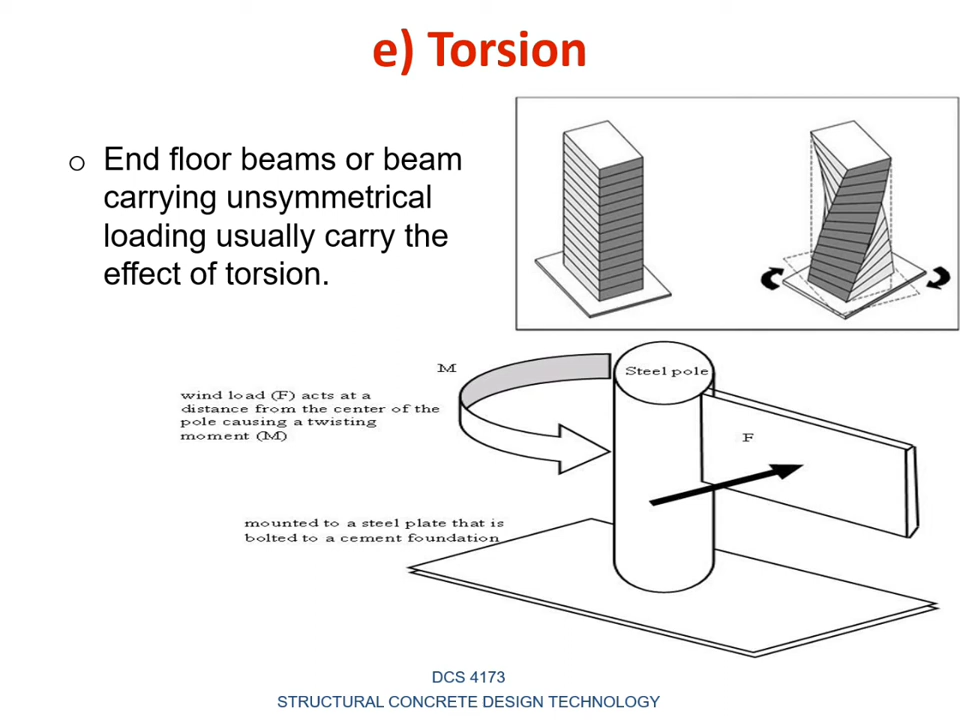 e) Torsion
o End floor beams or beam
carrying unsymmetrical
loading usually carry the
effect of torsion.
M
Steel pole
wind load (F) acts at a
distance from the center of the
pole causing a twisting
moment (M)
F
mounted to a steel plate that is
bolted to a cement foundation
DCS 4173
STRUCTURAL CONCRETE DESIGN TECHNOLOGY